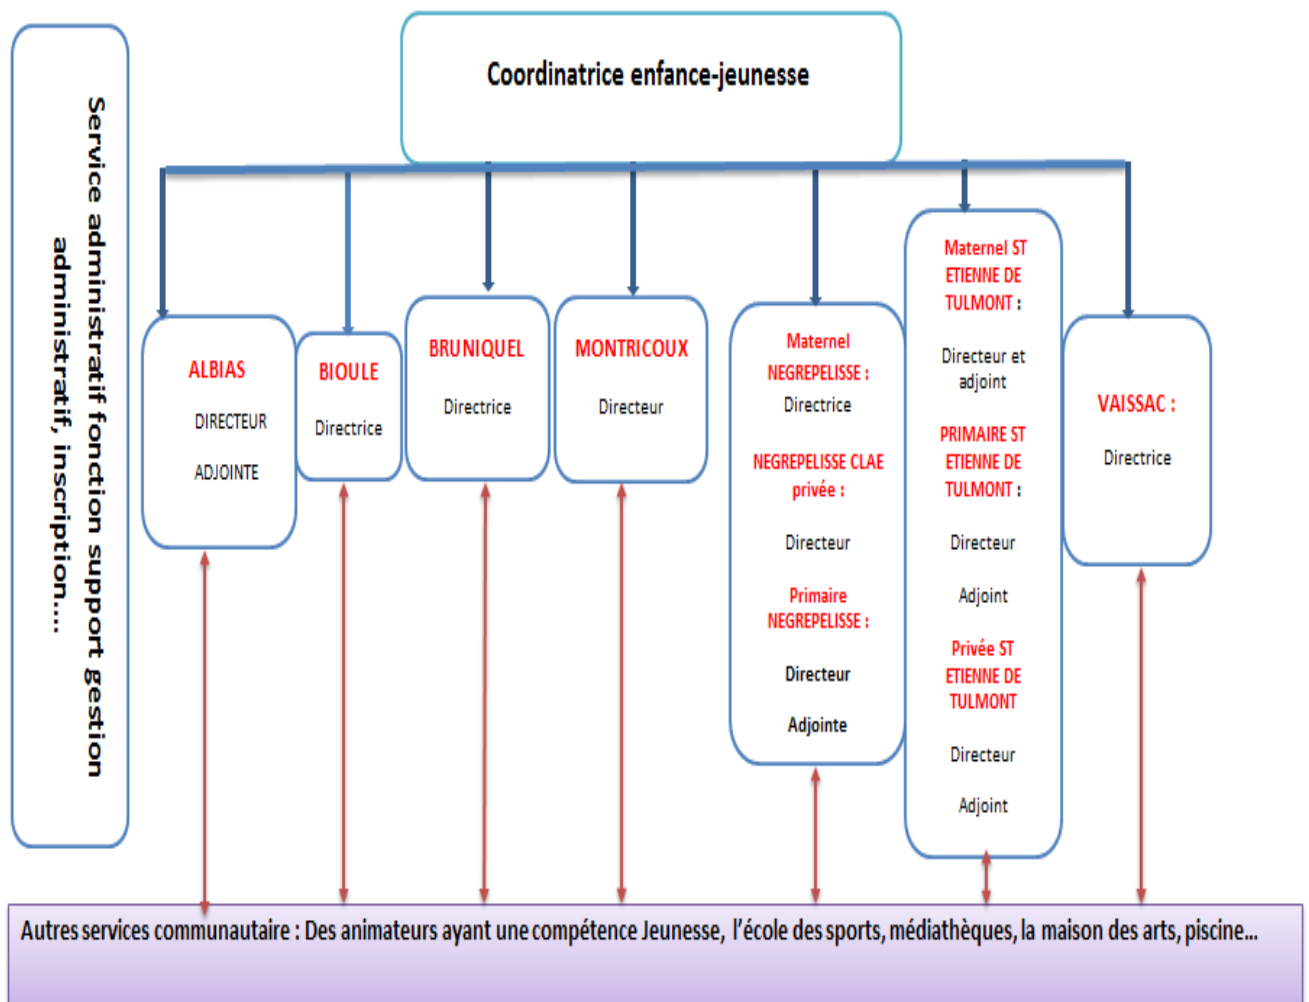 Coordinatrice enfance-jeunesse
Service administratif fonction support gestion
administratif, inscription....
ALBIAS
DIRECTEUR
ADJOINTE
BIOULE
Directrice
BRUNIQUEL
Directrice
MONTRICOUX
Directeur
Maternel
NEGREPELISSE :
Directrice
NEGREPELISSE CLAE
privée :
Directeur
Primaire
NEGREPELISSE :
Directeur
Adjointe
Maternel ST
ETIENNE DE
TULMONT :
Directeur et
adjoint
PRIMAIRE ST
ETIENNE DE
TULMONT :
Directeur
Adjoint
Privée ST
ETIENNE DE
TULMONT
Directeur
Adjoint
VAISSAC :
Directrice
Autres services communautaire : Des animateurs ayant une compétence Jeunesse, l'école des sports, médiathèques, la maison des arts, piscine...